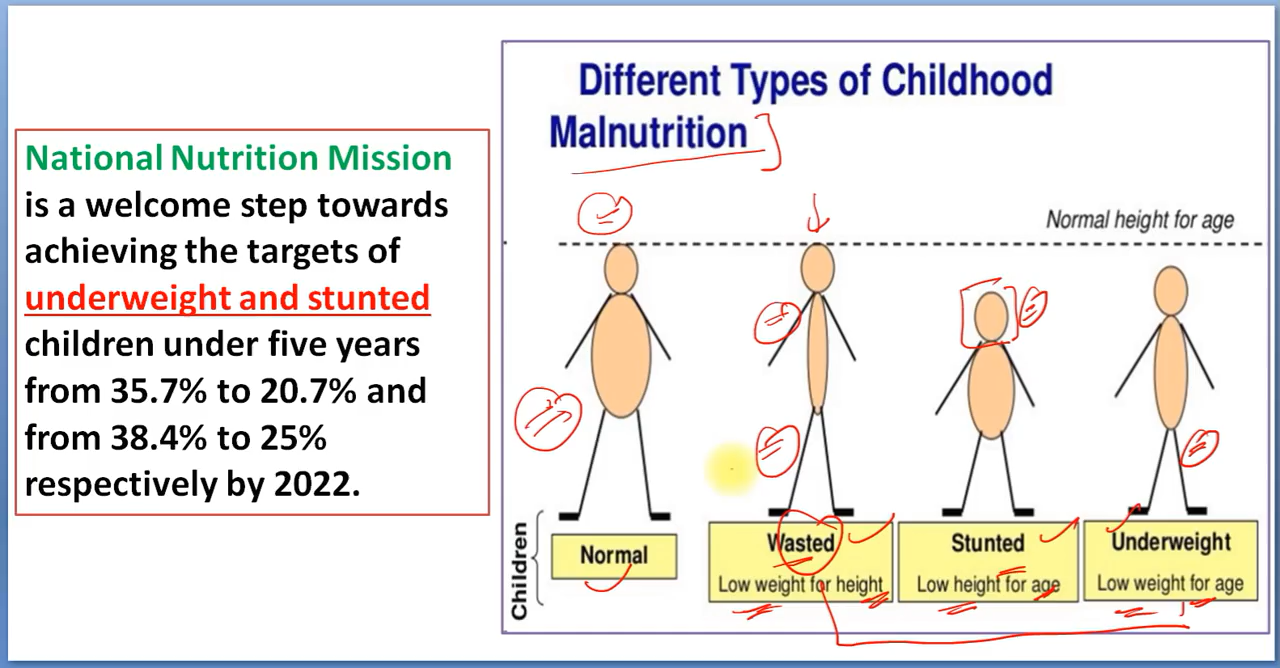 National Nutrition Mission
is a welcome step towards
achieving the targets of
underweight and stunted
children under five years
from 35.7% to 20.7% and
from 38.4% to 25%
respectively by 2022.
Different Types of Childhood
Malnutrition
Normal height for age
Children
Normal
Wasted
Low weight for height
Stunted
Low height for age
Underweight
Low weight for age